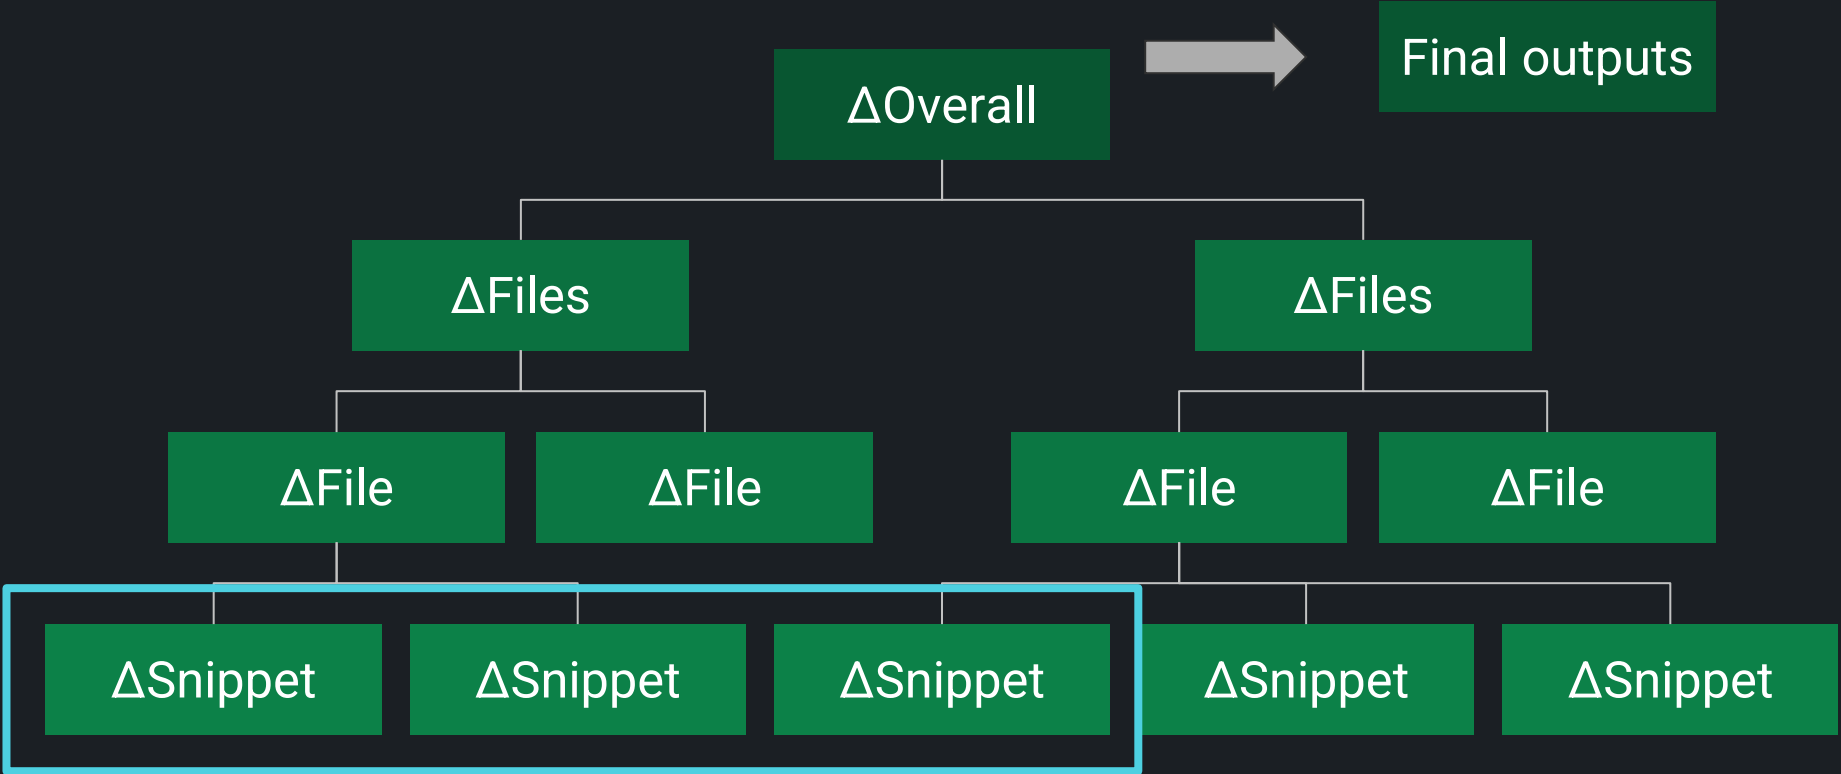 Final outputs
ΔOverall
ΔFiles
ΔFiles
ΔFile
ΔFile
ΔFile
ΔFile
ΔSnippet
ΔSnippet
ΔSnippet
ΔSnippet
ΔSnippet